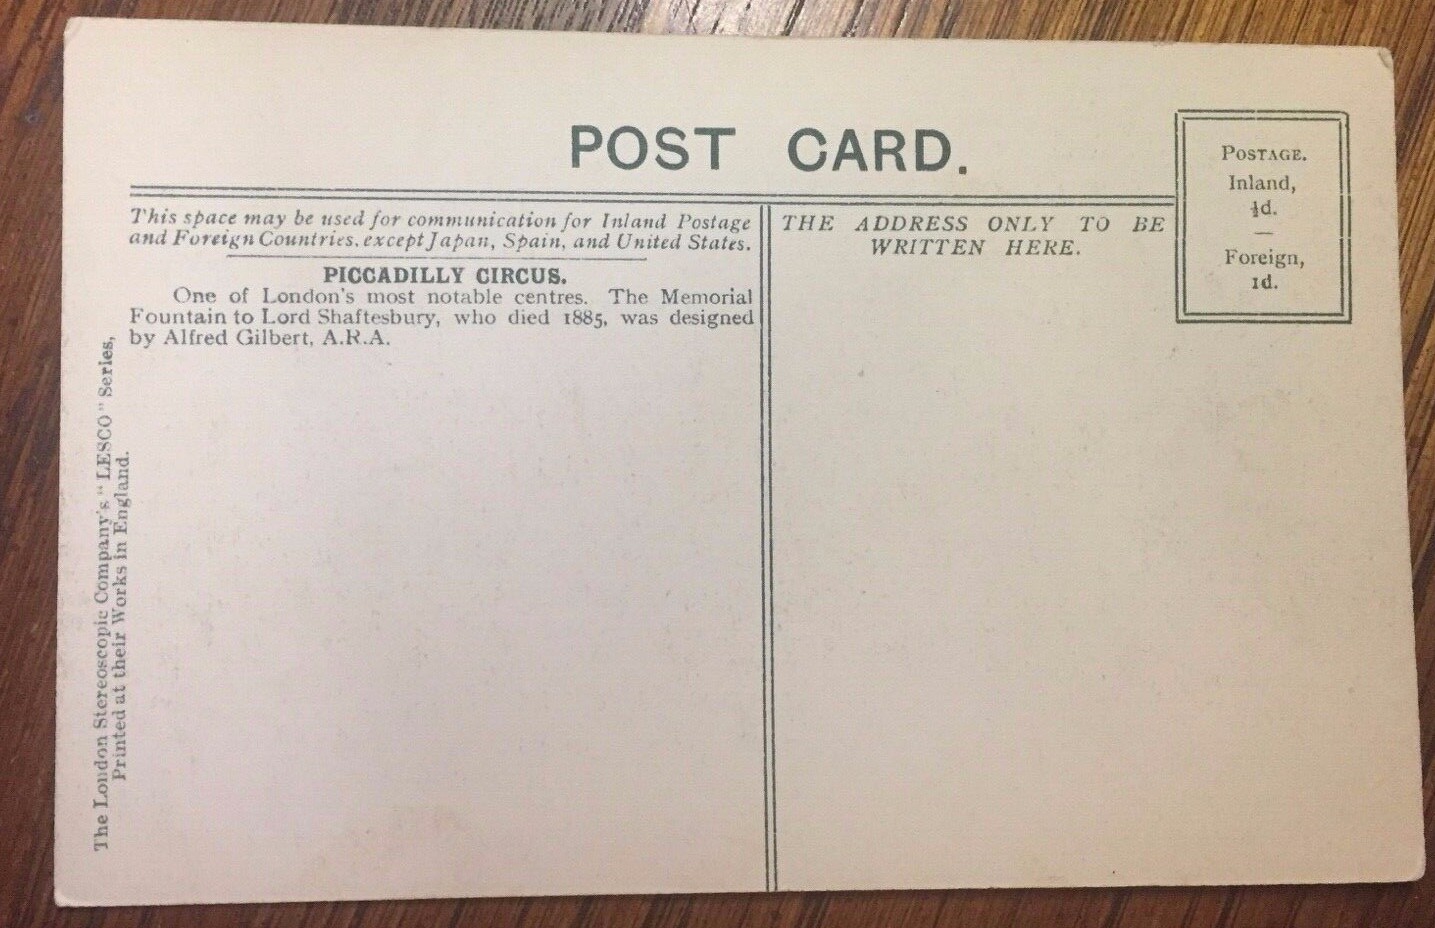 POST CARD.
This space may be used for communication for Inland Postage
and Foreign Countries, except Japan, Spain, and United States.
PICCADILLY CIRCUS.
One of London's most notable centres. The Memorial
Fountain to Lord Shaftesbury, who died 1885, was designed
by Alfred Gilbert, A.R.A.
THE ADDRESS ONLY TO BE
WRITTEN HERE.
POSTAGE.
Inland,
½d.
—
Foreign,
1d.
The London Stereoscopic Company's "LESCO" Series,
Printed at their Works in England.